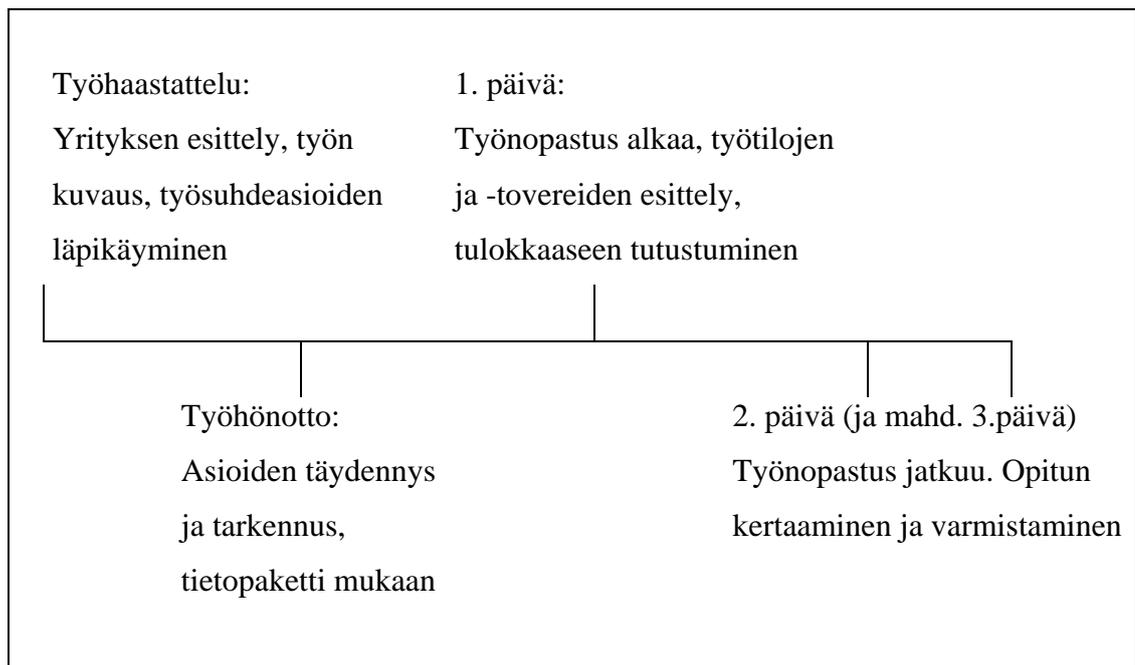 Työhaastattelu:
Yrityksen esittely, työn
kuvaus, työsuhdeasioiden
läpikäyminen
1. päivä:
Työnopastus alkaa, työtilojen
ja -tovereiden esittely,
tulokkaaseen tutustuminen
Työhönotto:
Asioiden täydennys
ja tarkennus,
tietopaketti mukaan
2. päivä (ja mahd. 3.päivä)
Työnopastus jatkuu. Opitun
kertaaminen ja varmistaminen